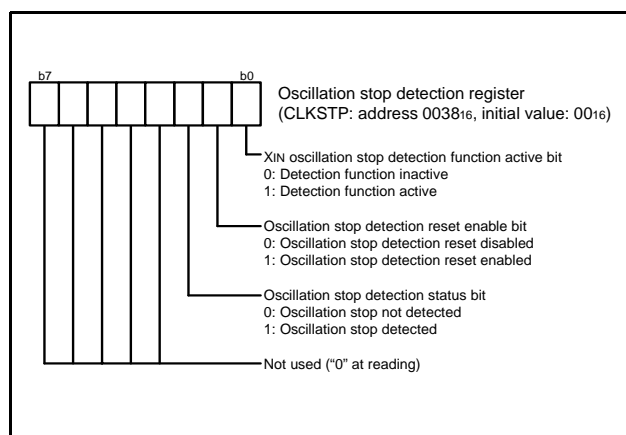 b7 b0
Oscillation stop detection register
(CLKSTP: address 003816, initial value: 0016)
XIN oscillation stop detection function active bit
0: Detection function inactive
1: Detection function active
Oscillation stop detection reset enable bit
0: Oscillation stop detection reset disabled
1: Oscillation stop detection reset enabled
Oscillation stop detection status bit
0: Oscillation stop not detected
1: Oscillation stop detected
Not used (“0” at reading)